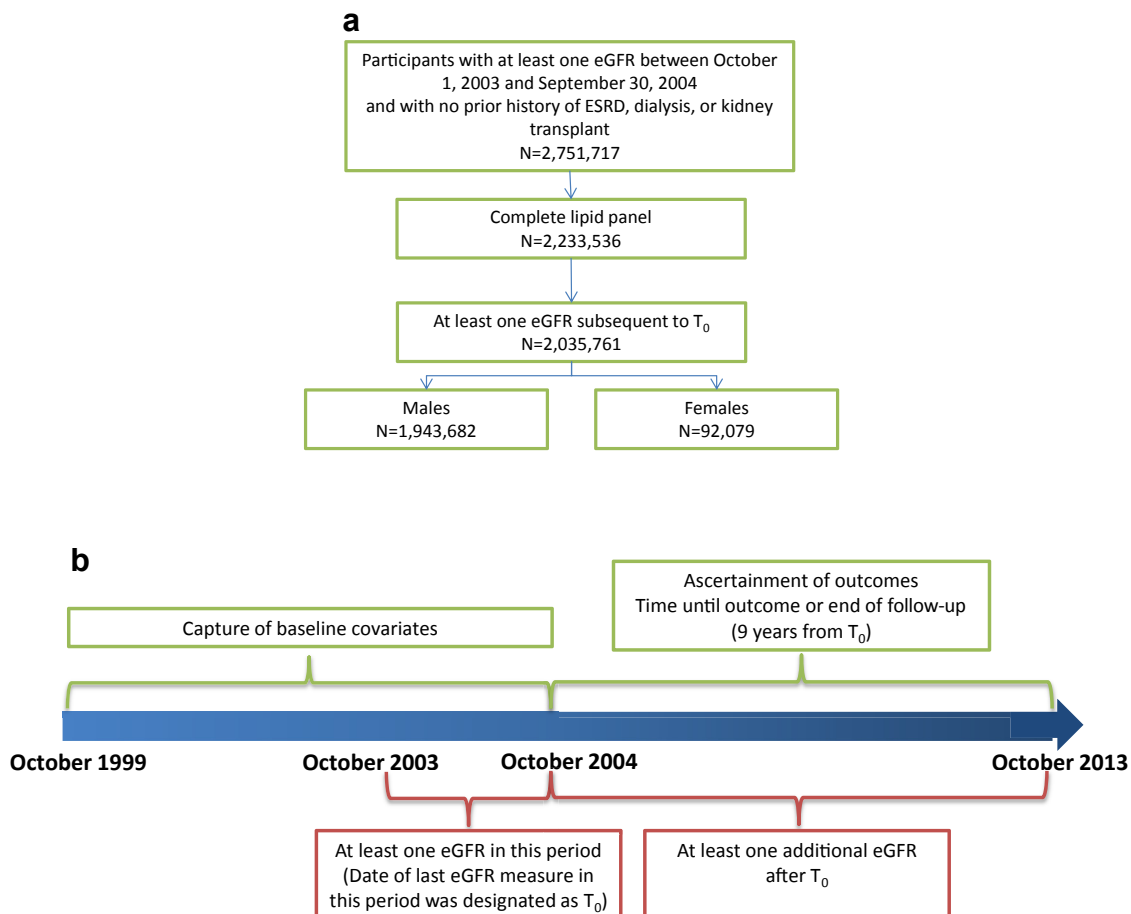 a
Participants with at least one eGFR between October
1, 2003 and September 30, 2004
and with no prior history of ESRD, dialysis, or kidney
transplant
N=2,751,717
Complete lipid panel
N=2,233,536
At least one eGFR subsequent to T0
N=2,035,761
Males
N=1,943,682
Females
N=92,079
b
Capture of baseline covariates
Ascertainment of outcomes
Time until outcome or end of follow-up
(9 years from T0)
October 1999
October 2003
October 2004
October 2013
At least one eGFR in this period
(Date of last eGFR measure in
this period was designated as T0)
At least one additional eGFR
after T0